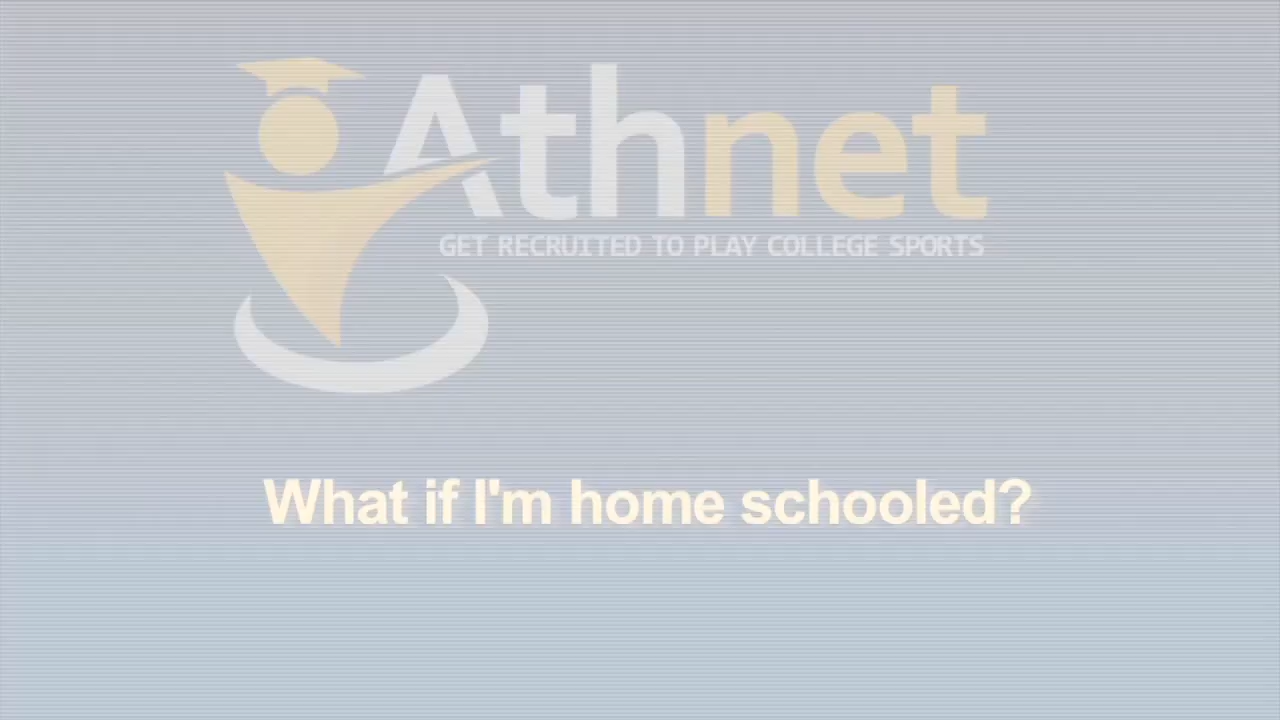 Athnet
GET RECRUITED TO PLAY COLLEGE SPORTS
What if I'm home schooled?